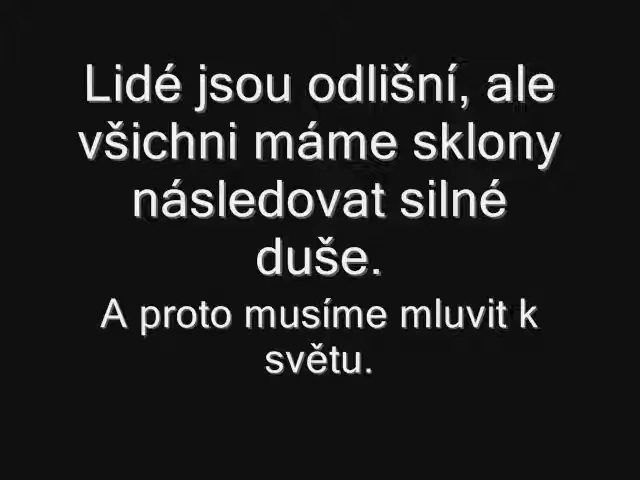 Lidé jsou odlišní, ale
všichni máme sklony
následovat silné
duše.
A proto musíme mluvit k
světu.